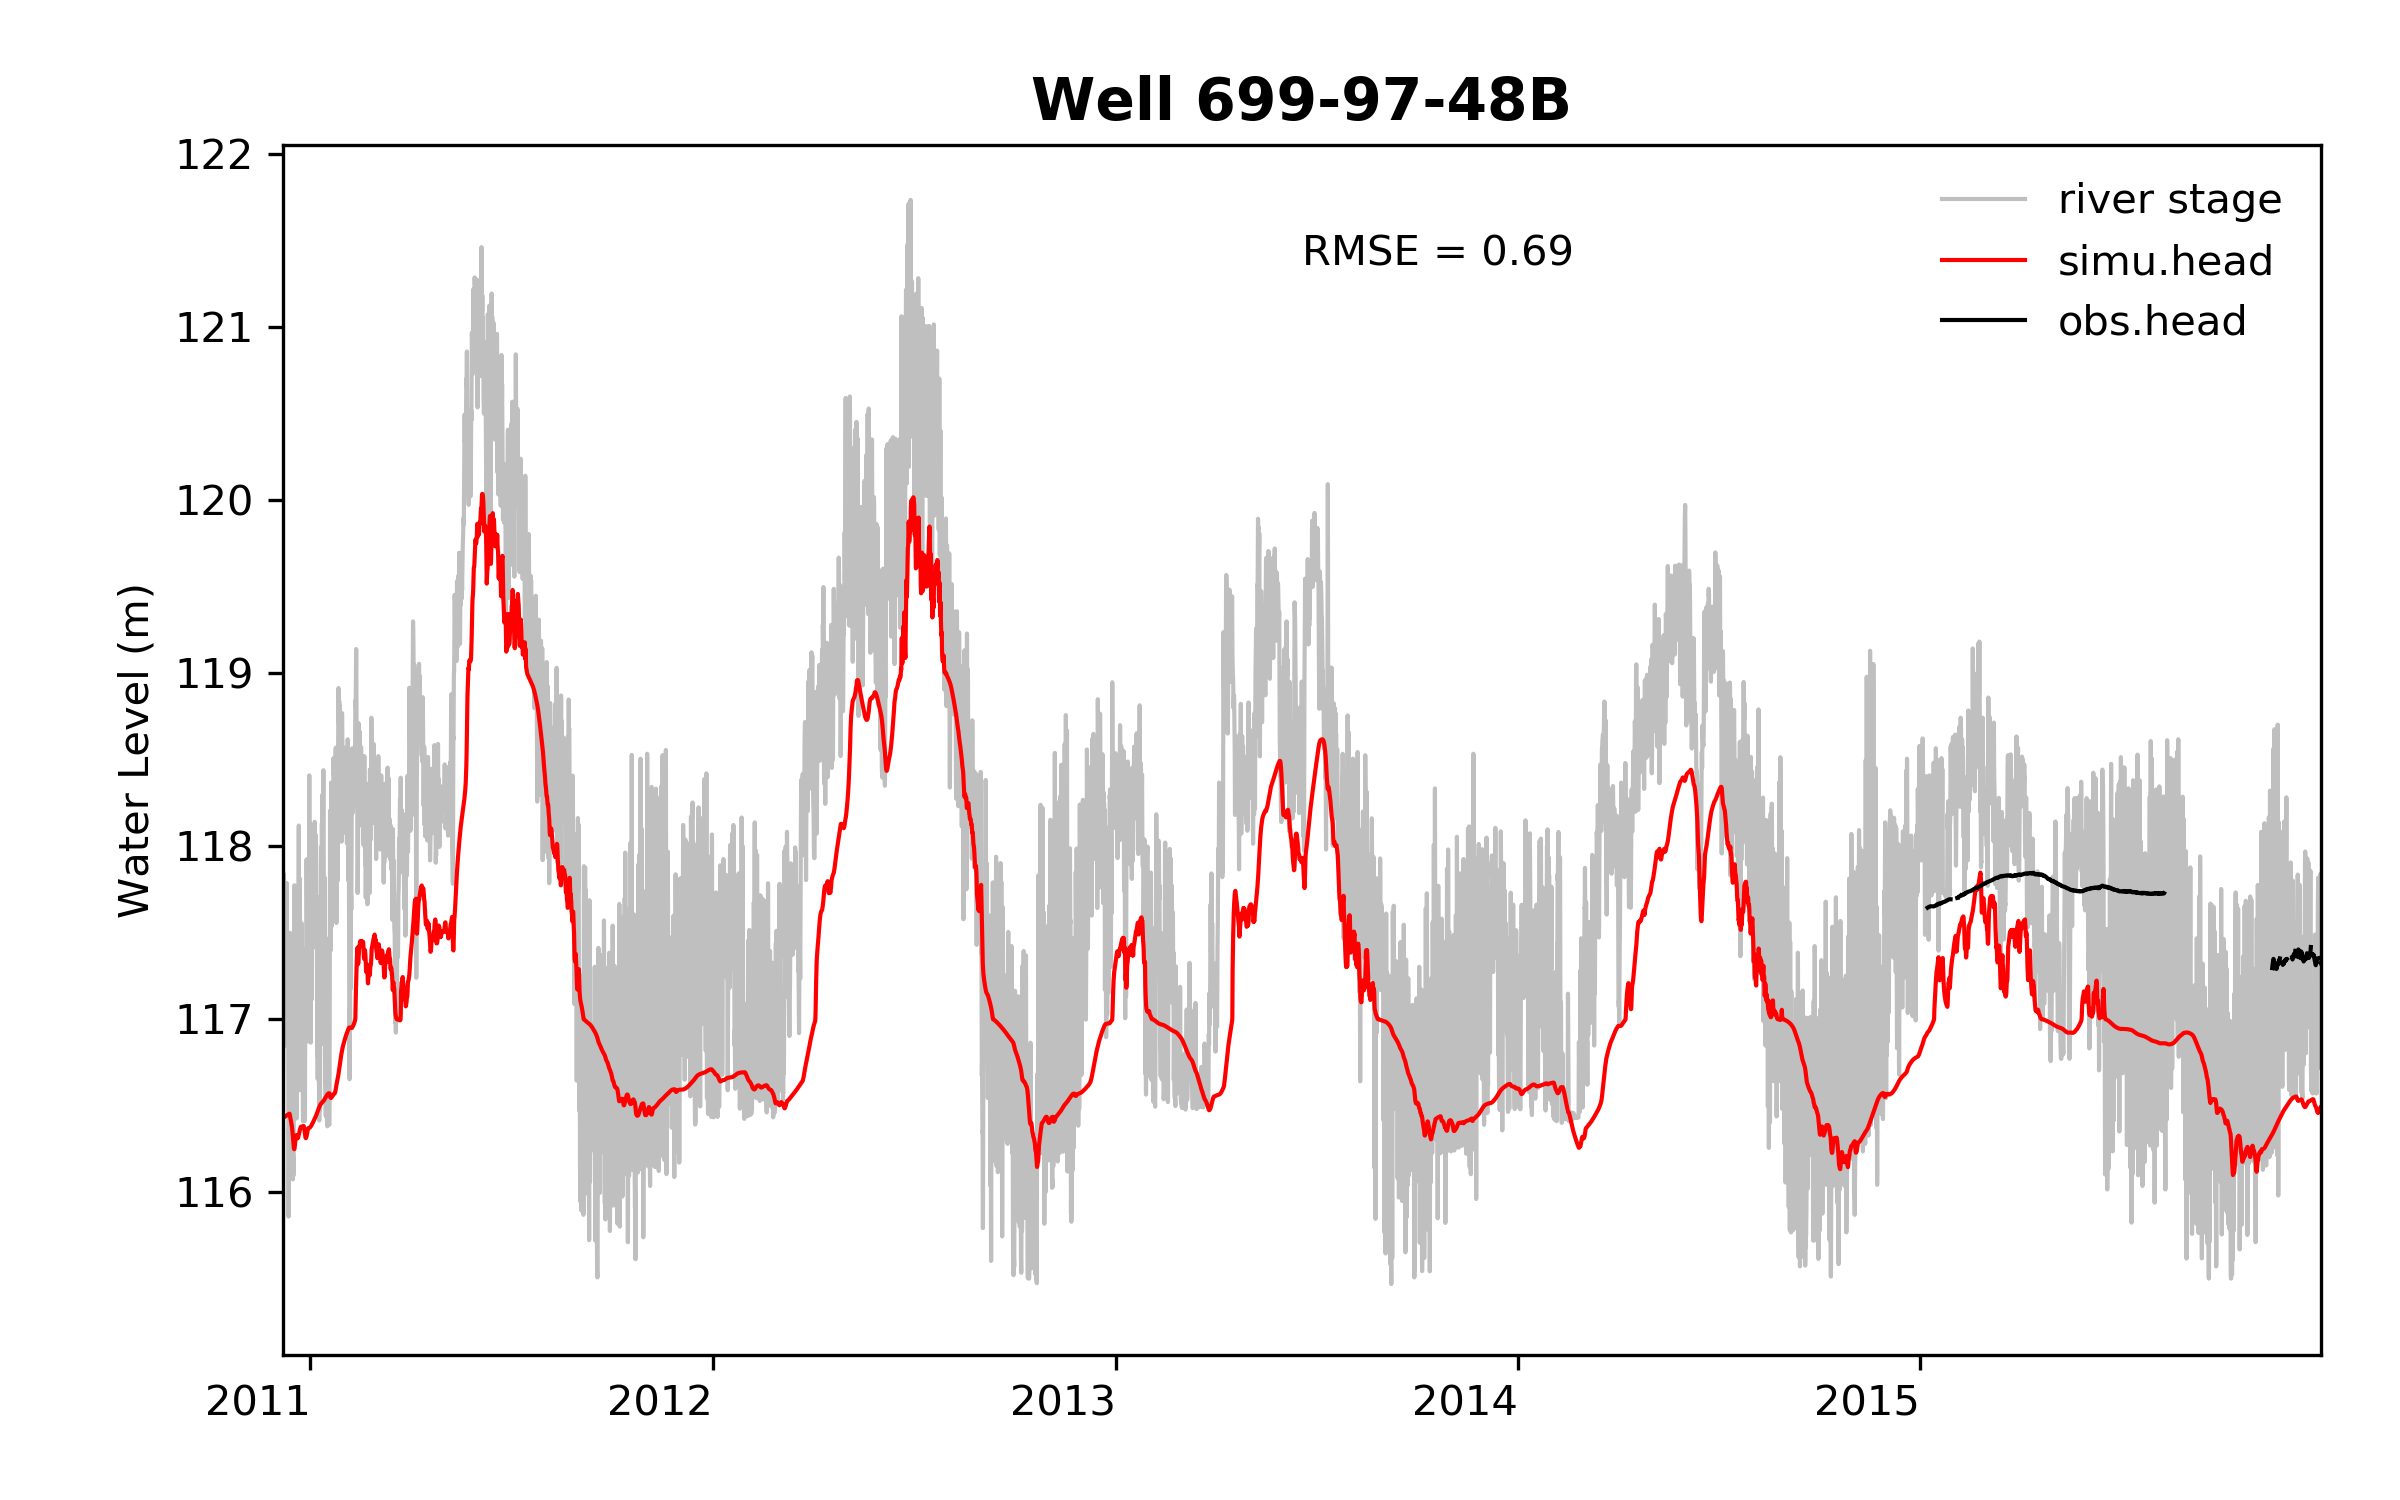 Well 699-97-48B
RMSE = 0.69
river stage
simu.head
obs.head
Water Level (m)
122
121
120
119
118
117
116
2011 2012 2013 2014 2015